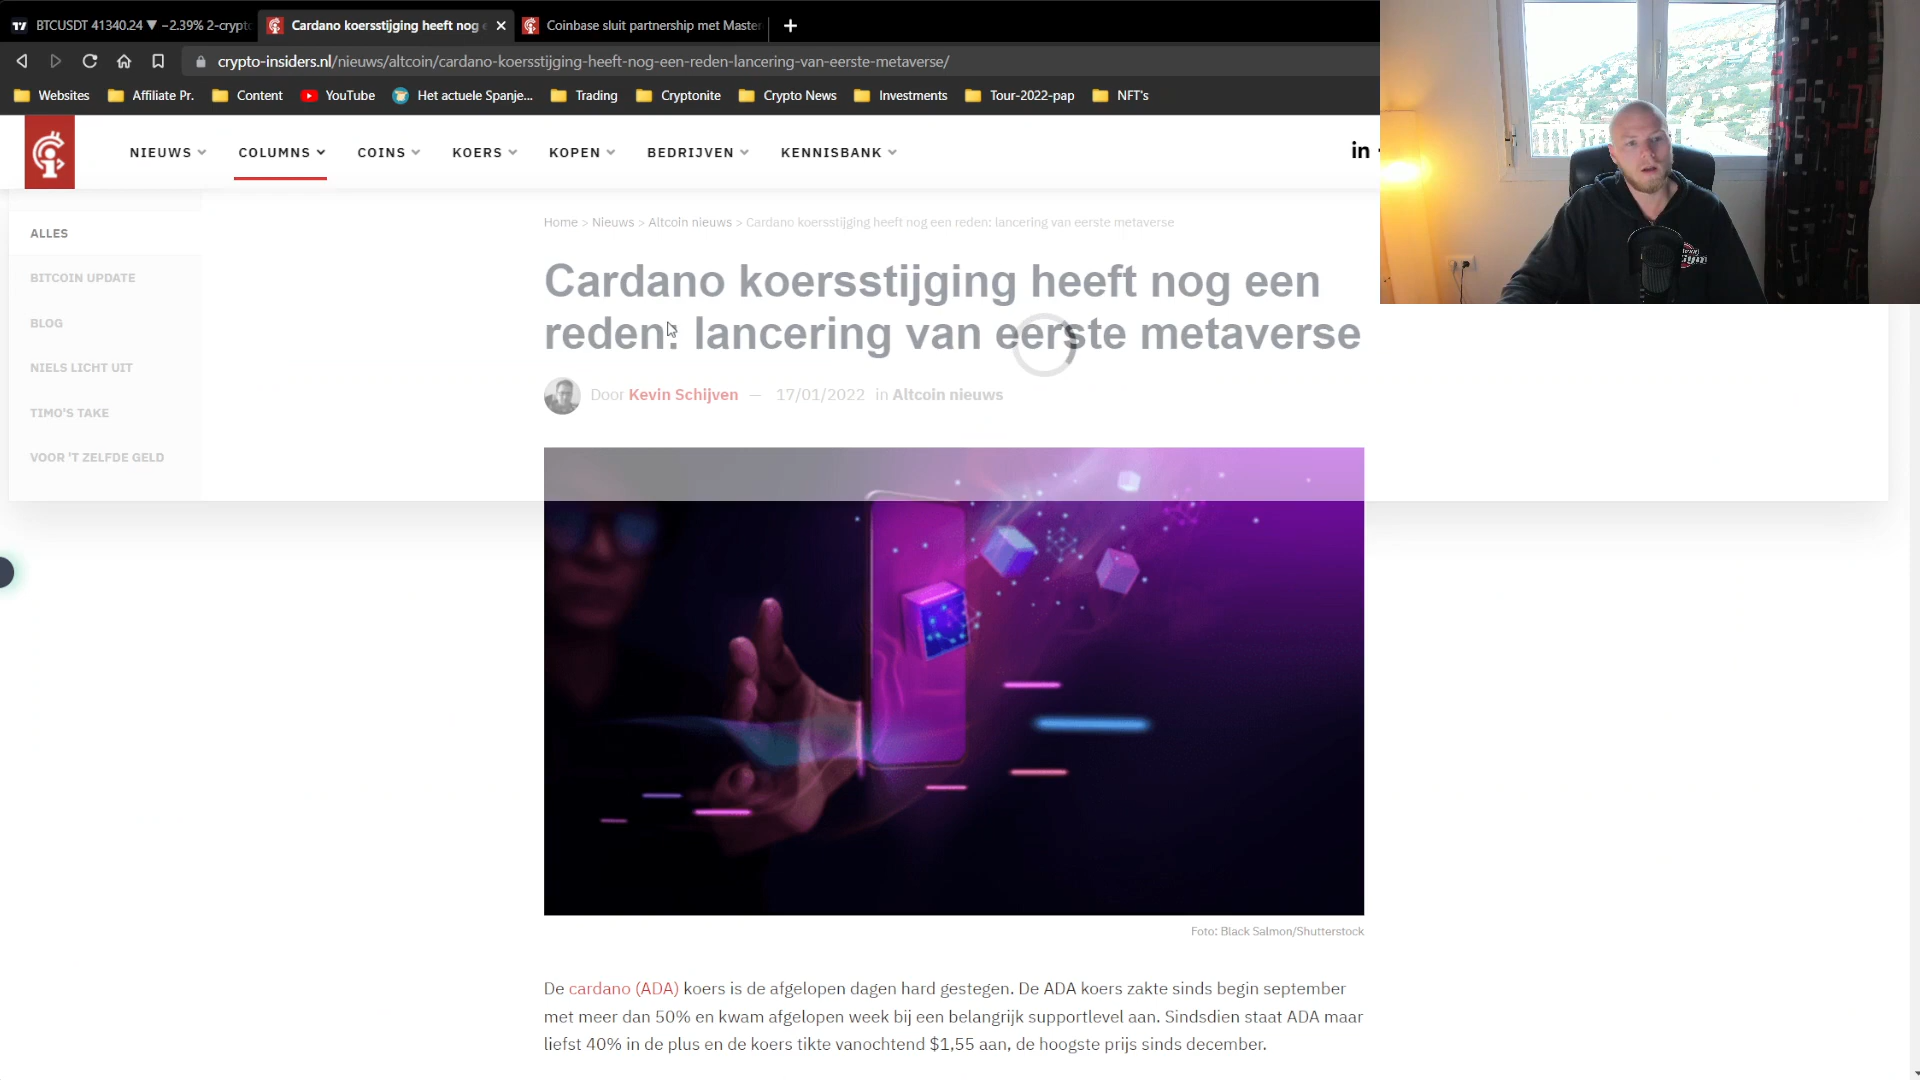 BTCUSDT 41340.24 ▼ −2.39% 2-crypt
Cardano koersstijging heeft nog e
Coinbase sluit partnership met Master
crypto-insiders.nl/nieuws/altcoin/cardano-koersstijging-heeft-nog-een-reden-lancering-van-eerste-metaverse/
Websites
Affiliate Pr.
Content
YouTube
Het actuele Spanje...
Trading
Cryptonite
Crypto News
Investments
Tour-2022-pap
NFT's
NIEUWS
COLUMNS
COINS
KOERS
KOPEN
BEDRIJVEN
KENNISBANK
in
ALLES
BITCOIN UPDATE
BLOG
NIELS LICHT UIT
TIMO'S TAKE
VOOR 'T ZELFDE GELD
Home > Nieuws > Altcoin nieuws > Cardano koersstijging heeft nog een reden: lancering van eerste metaverse
Cardano koersstijging heeft nog een
reden: lancering van eerste metaverse
Door Kevin Schijven — 17/01/2022 in Altcoin nieuws
Foto: Black Salmon/Shutterstock
De cardano (ADA) koers is de afgelopen dagen hard gestegen. De ADA koers zakte sinds begin september
met meer dan 50% en kwam afgelopen week bij een belangrijk supportlevel aan. Sindsdien staat ADA maar
liefst 40% in de plus en de koers tikte vanochtend $1,55 aan, de hoogste prijs sinds december.